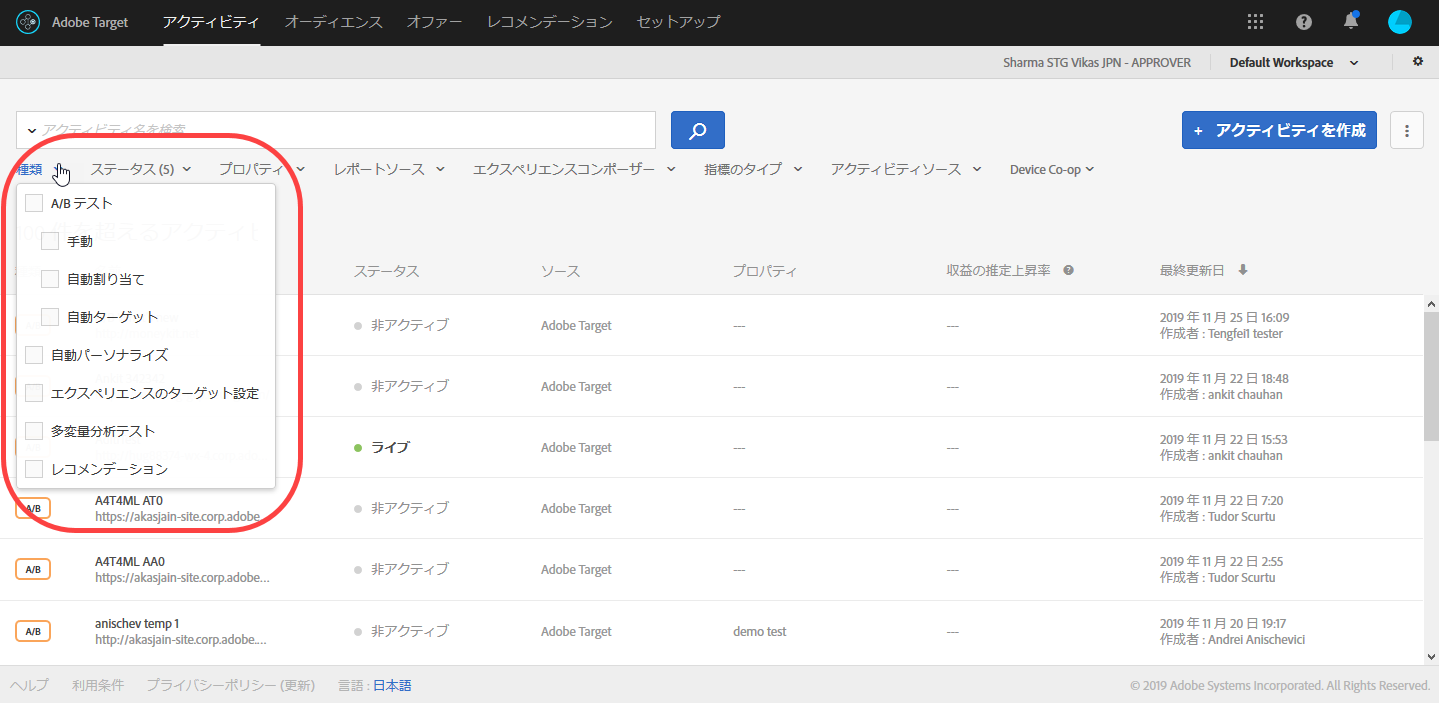 Adobe Target アクティビティ オーディエンス オファー レコメンデーション セットアップ
Sharma STG Vikas JPN - APPROVER Default Workspace
アクティビティ名を検索
+ アクティビティを作成
種類 ステータス (5) プロパティ レポートソース エクスペリエンスコンポーザー 指標のタイプ アクティビティソース Device Co-op
A/B テスト
手動
自動割り当て
自動ターゲット
自動パーソナライズ
エクスペリエンスのターゲット設定
多変量分析テスト
レコメンデーション
ステータス ソース プロパティ 収益の推定上昇率 最終更新日
非アクティブ Adobe Target --- --- 2019 年 11 月 25 日 16:09
作成者 : Tengfei1 tester
非アクティブ Adobe Target --- --- 2019 年 11 月 22 日 18:48
作成者 : ankit chauhan
ライブ Adobe Target --- --- 2019 年 11 月 22 日 15:53
作成者 : ankit chauhan
A/B A4T4ML AT0 非アクティブ Adobe Target --- --- 2019 年 11 月 22 日 7:20
https://akasjain-site.corp.adobe... 作成者 : Tudor Scurtu
A/B A4T4ML AA0 非アクティブ Adobe Target --- --- 2019 年 11 月 22 日 2:55
https://akasjain-site.corp.adobe... 作成者 : Tudor Scurtu
A/B anischev temp 1 非アクティブ Adobe Target demo test --- 2019 年 11 月 20 日 19:17
http://akasjain-site.corp.adobe.... 作成者 : Andrei Anischevici
ヘルプ 利用条件 プライバシーポリシー (更新) 言語 : 日本語 © 2019 Adobe Systems Incorporated. All Rights Reserved.